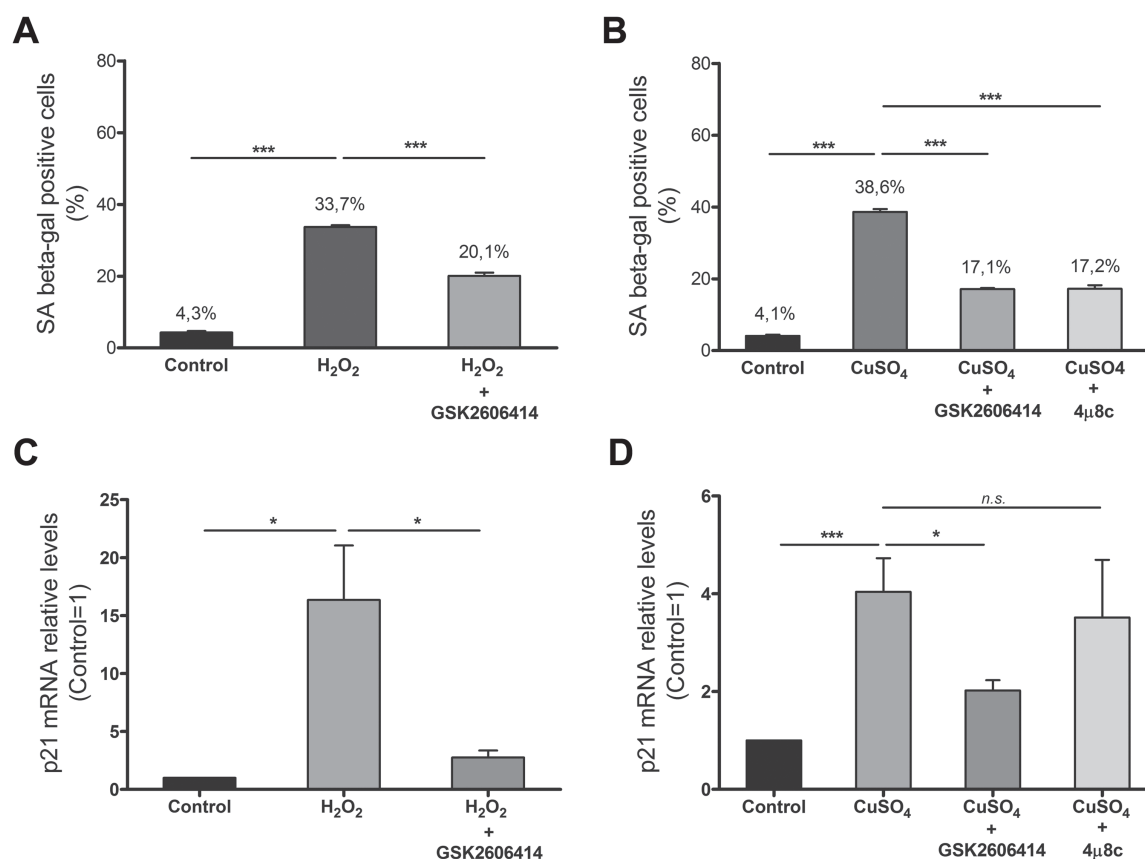 A
SA beta-gal positive cells
(%)
80
60
40
20
0
***
***
4,3%
33,7%
20,1%
Control
H₂O₂
H₂O₂
+
GSK2606414
B
SA beta-gal positive cells
(%)
80
60
40
20
0
***
***
***
4,1%
38,6%
17,1%
17,2%
Control
CuSO₄
CuSO₄
+
GSK2606414
CuSO4
+
4μ8c
C
p21 mRNA relative levels
(Control=1)
25
20
15
10
5
0
*
*
Control
H₂O₂
H₂O₂
+
GSK2606414
D
p21 mRNA relative levels
(Control=1)
6
4
2
0
n.s.
***
*
Control
CuSO₄
CuSO₄
+
GSK2606414
CuSO₄
+
4μ8c